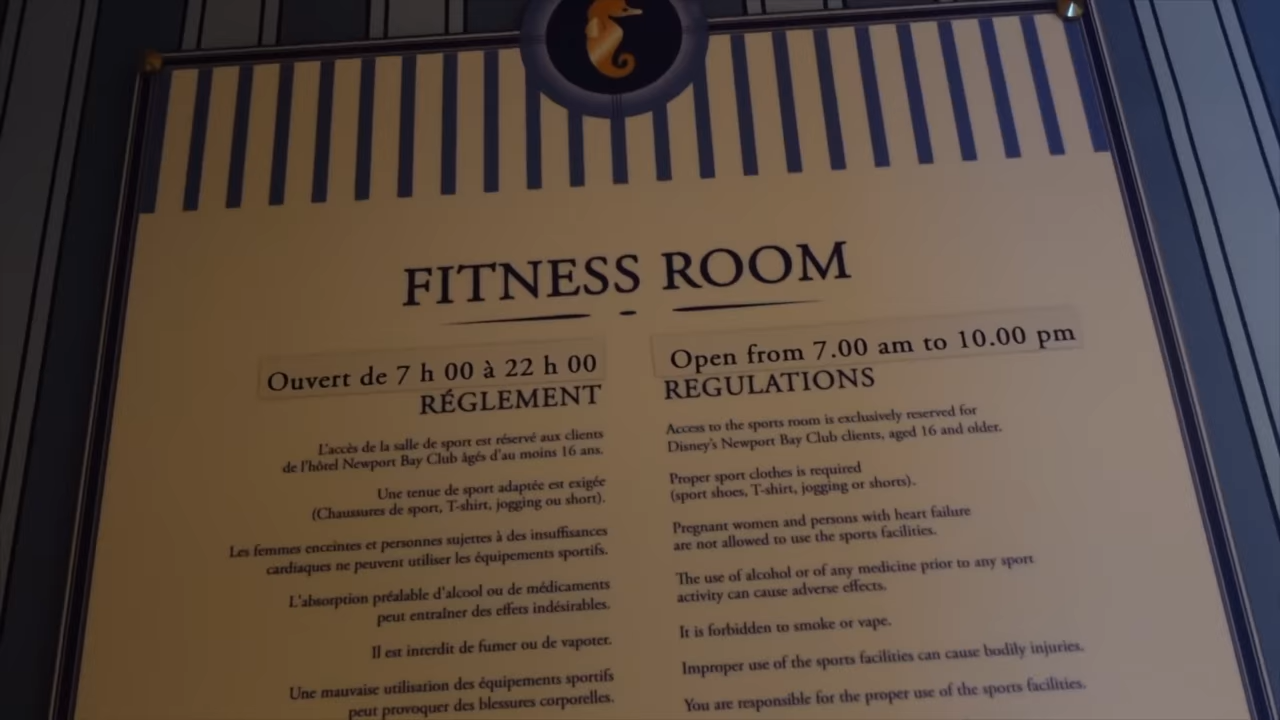 FITNESS ROOM
Ouvert de 7 h 00 à 22 h 00
RÉGLEMENT
L'accès de la salle de sport est réservé aux clients
de l'hôtel Newport Bay Club âgés d'au moins 16 ans.
Une tenue de sport adaptée est exigée
(Chaussures de sport, T-shirt, jogging ou short).
Les femmes enceintes et personnes sujettes à des insuffisances
cardiaques ne peuvent utiliser les équipements sportifs.
L'absorption préalable d'alcool ou de médicaments
peut entraîner des effets indésirables.
Il est interdit de fumer ou de vapoter.
Une mauvaise utilisation des équipements sportifs
peut provoquer des blessures corporelles.
Open from 7.00 am to 10.00 pm
REGULATIONS
Access to the sports room is exclusively reserved for
Disney's Newport Bay Club clients, aged 16 and older.
Proper sport clothes is required
(sport shoes, T-shirt, jogging or shorts).
Pregnant women and persons with heart failure
are not allowed to use the sports facilities.
The use of alcohol or of any medicine prior to any sport
activity can cause adverse effects.
It is forbidden to smoke or vape.
Improper use of the sports facilities can cause bodily injuries.
You are responsible for the proper use of the sports facilities.